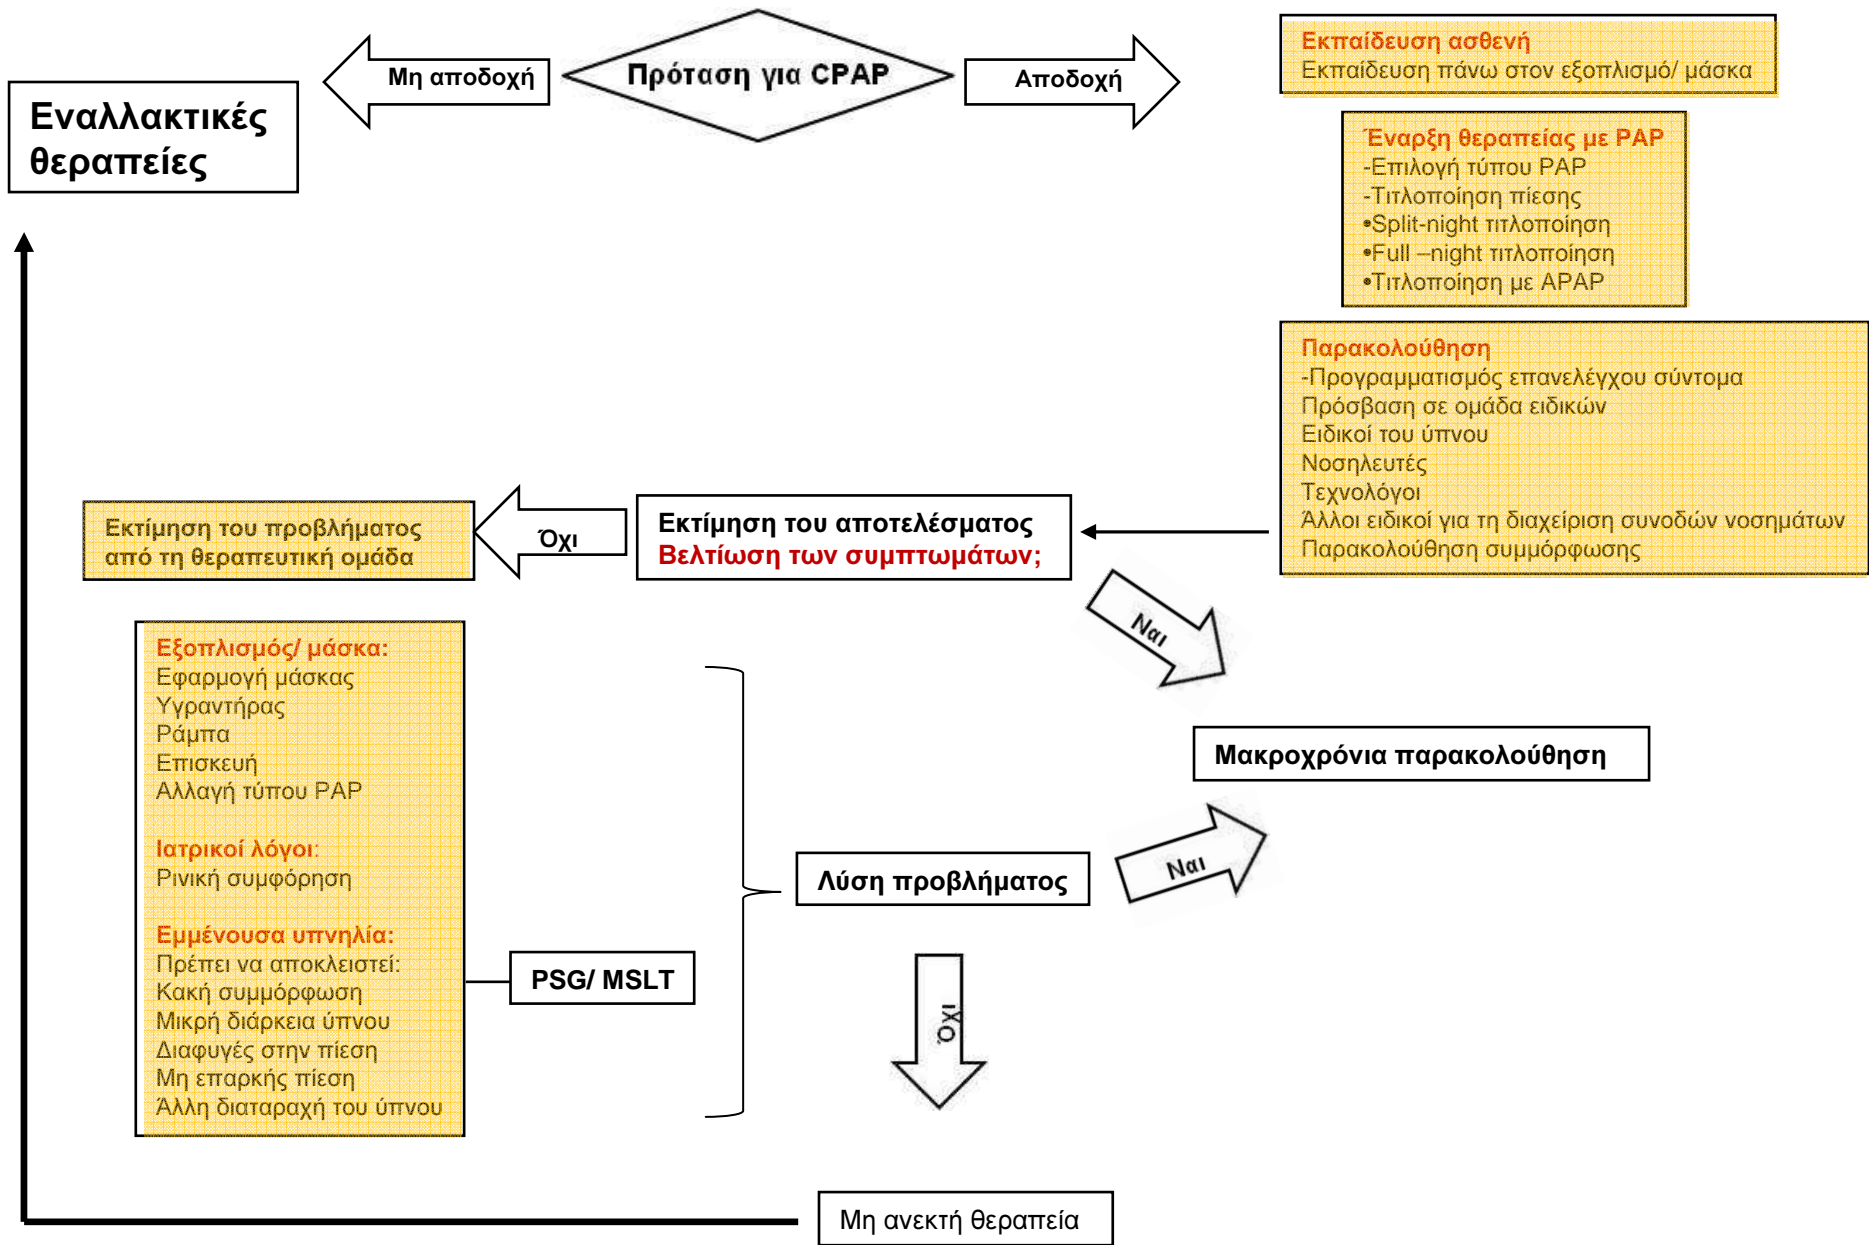 Μη αποδοχή
Πρόταση για CPAP
Αποδοχή
Εναλλακτικές
θεραπείες
Εκπαίδευση ασθενή
Εκπαίδευση πάνω στον εξοπλισμό/ μάσκα
Έναρξη θεραπείας με PAP
-Επιλογή τύπου PAP
-Τιτλοποίηση πίεσης
•Split-night τιτλοποίηση
•Full –night τιτλοποίηση
•Τιτλοποίηση με APAP
Παρακολούθηση
-Προγραμματισμός επανελέγχου σύντομα
Πρόσβαση σε ομάδα ειδικών
Ειδικοί του ύπνου
Νοσηλευτές
Τεχνολόγοι
Άλλοι ειδικοί για τη διαχείριση συνοδών νοσημάτων
Παρακολούθηση συμμόρφωσης
Εκτίμηση του αποτελέσματος
Βελτίωση των συμπτωμάτων;
Όχι
Εκτίμηση του προβλήματος
από τη θεραπευτική ομάδα
Ναι
Εξοπλισμός/ μάσκα:
Εφαρμογή μάσκας
Υγραντήρας
Ράμπα
Επισκευή
Αλλαγή τύπου PAP
Ιατρικοί λόγοι:
Ρινική συμφόρηση
Εμμένουσα υπνηλία:
Πρέπει να αποκλειστεί:
Κακή συμμόρφωση
Μικρή διάρκεια ύπνου
Διαφυγές στην πίεση
Μη επαρκής πίεση
Άλλη διαταραχή του ύπνου
PSG/ MSLT
Μακροχρόνια παρακολούθηση
Λύση προβλήματος
Ναι
Όχι
Μη ανεκτή θεραπεία